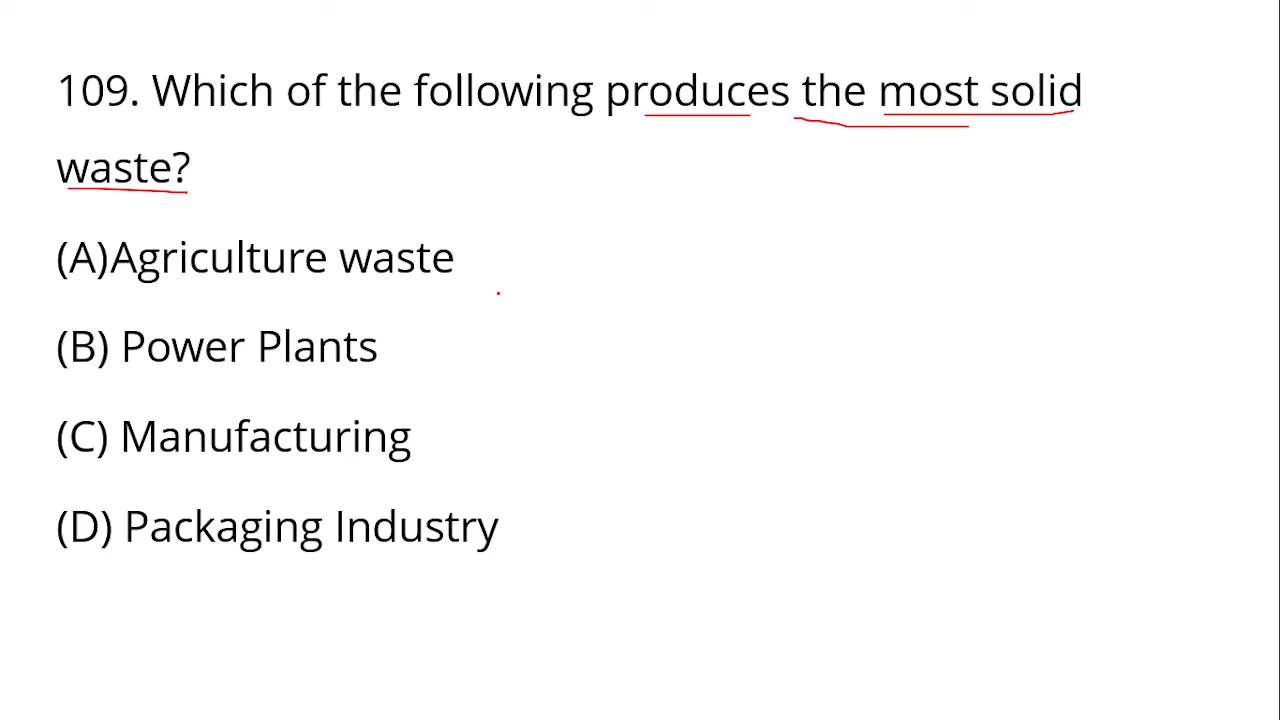 109. Which of the following produces the most solid
waste?
(A)Agriculture waste
(B) Power Plants
(C) Manufacturing
(D) Packaging Industry